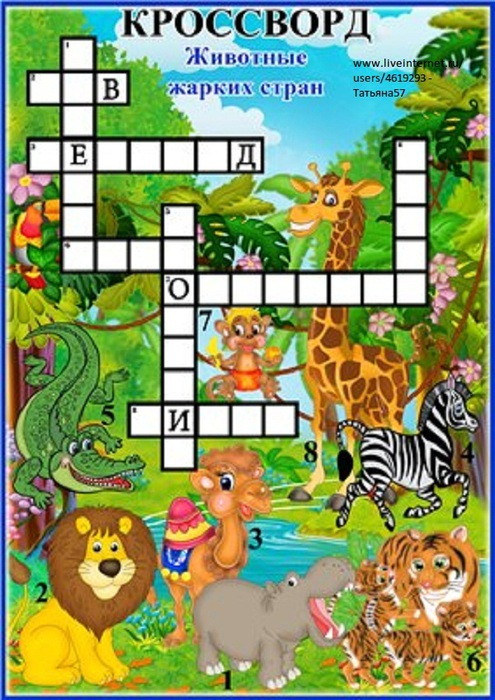 КРОССВОРД
Животные
жарких стран
www.liveinternet.ru/
users/4619293 -
Татьяна57
1
2 В
3 Е Д
6
5
4
7 О
7
8 И
5
8
4
3
2
1
6